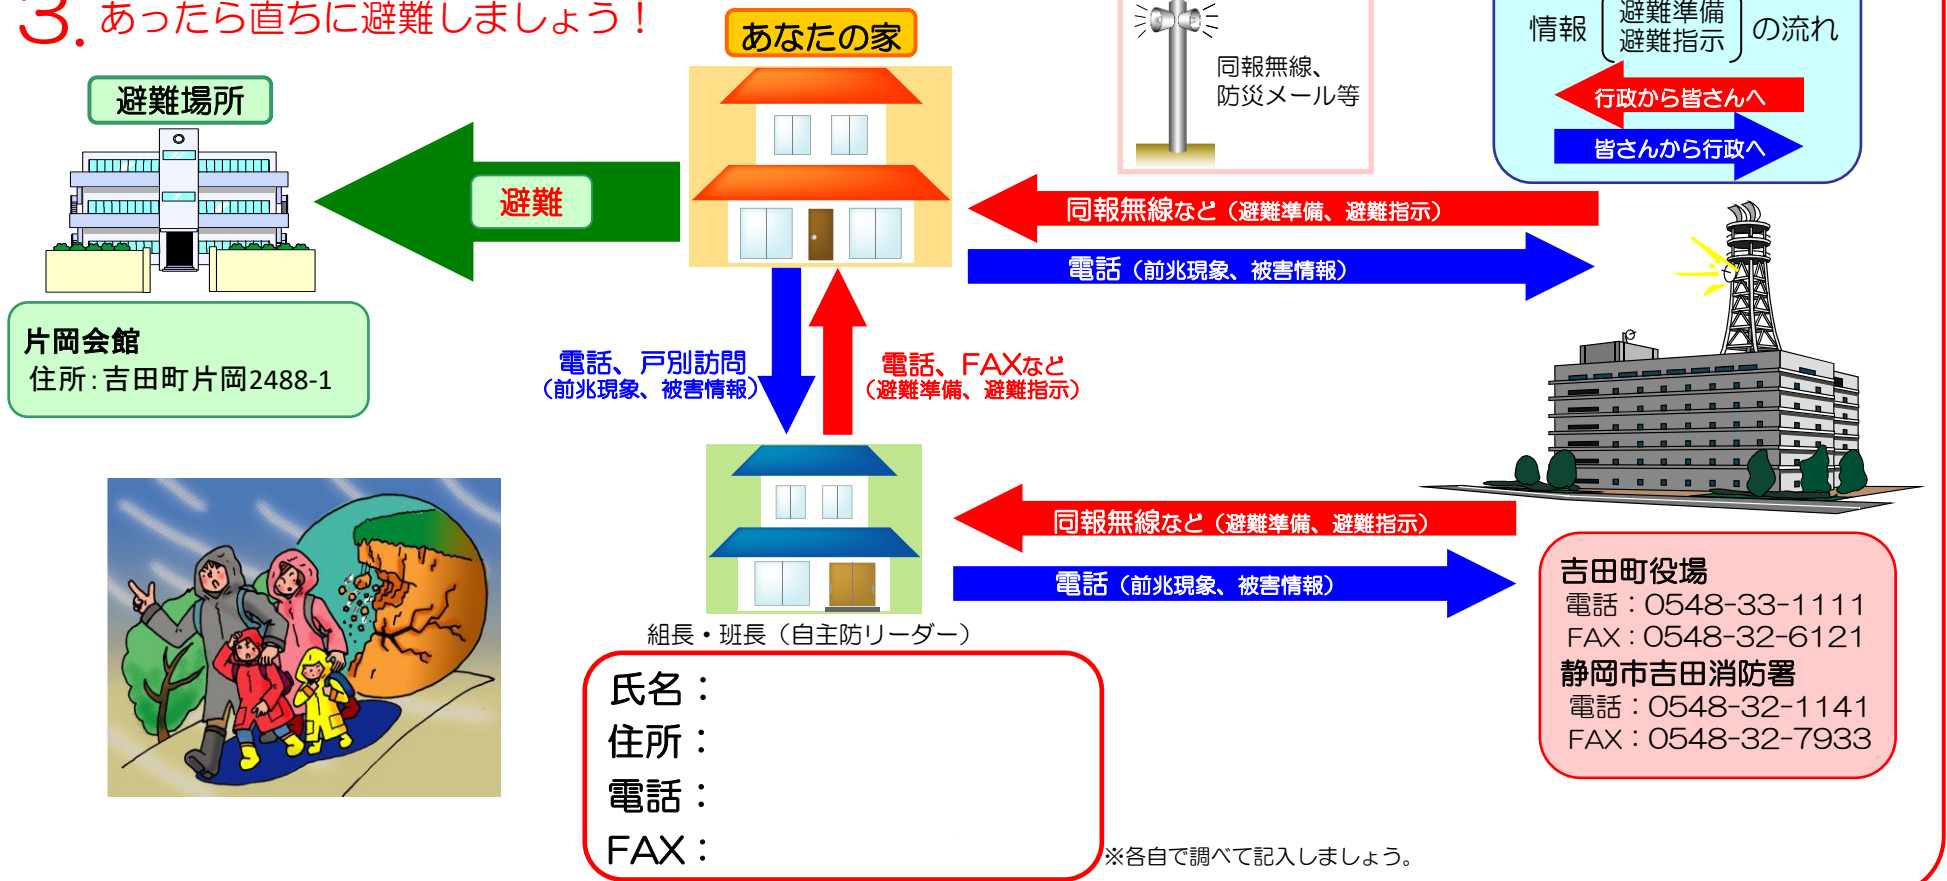 3. あったら直ちに避難しましょう！
あなたの家
同報無線、
防災メール等
情報 避難準備 避難指示 の流れ
行政から皆さんへ
皆さんから行政へ
避難場所
避難
片岡会館
住所：吉田町片岡2488-1
同報無線など（避難準備、避難指示）
電話（前兆現象、被害情報）
電話、戸別訪問
（前兆現象、被害情報）
電話、FAXなど
（避難準備、避難指示）
同報無線など（避難準備、避難指示）
電話（前兆現象、被害情報）
組長・班長（自主防リーダー）
氏名：
住所：
電話：
FAX：
※各自で調べて記入しましょう。
吉田町役場
電話：0548-33-1111
FAX：0548-32-6121
静岡市吉田消防署
電話：0548-32-1141
FAX：0548-32-7933